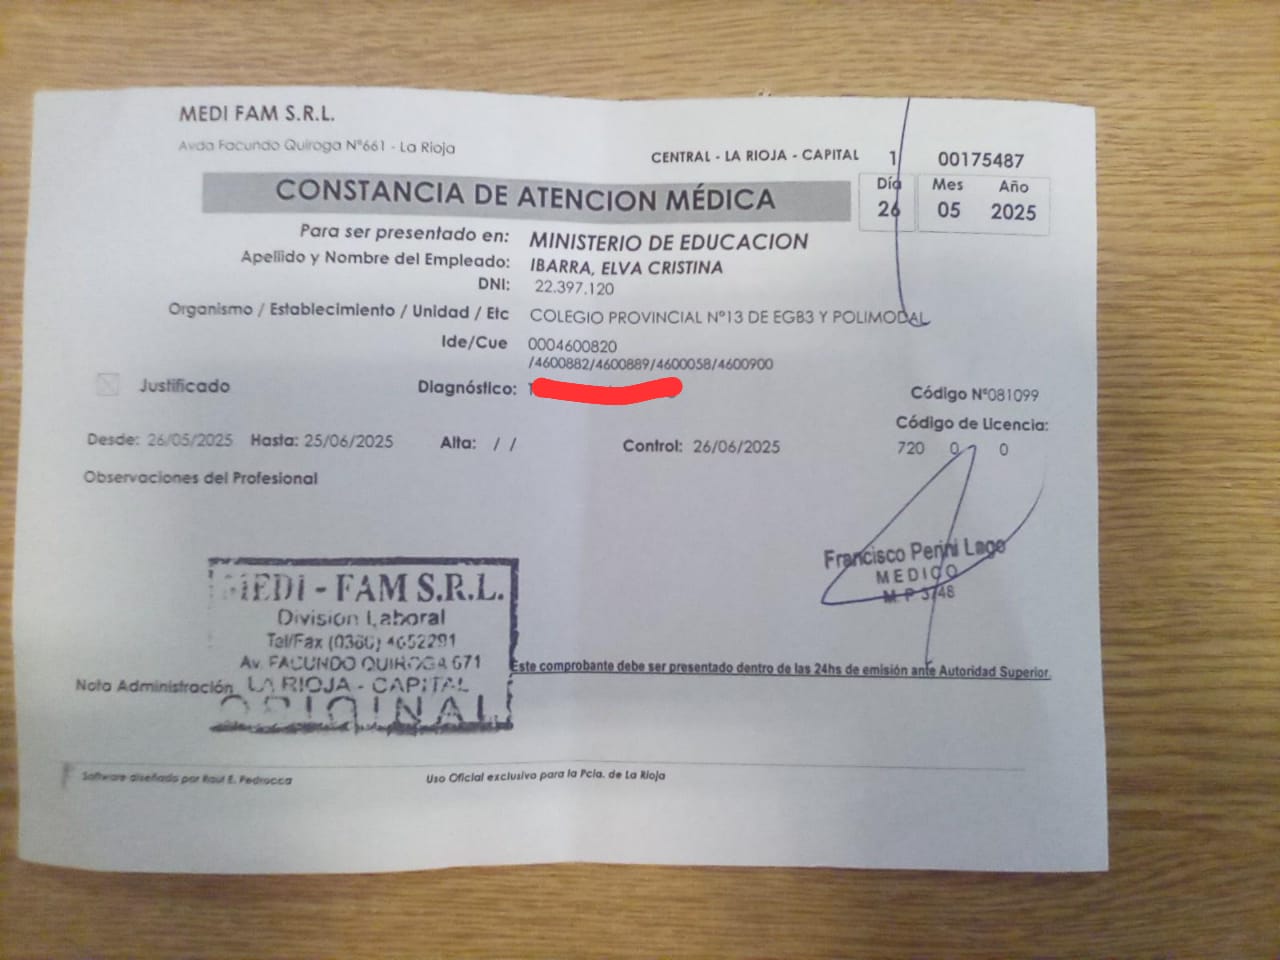 MEDI FAM S.R.L.
Avda Facundo Quiroga Nº661 - La Rioja
CENTRAL - LA RIOJA - CAPITAL 1 00175487
CONSTANCIA DE ATENCION MÉDICA
Día Mes Año
26 05 2025
Para ser presentado en: MINISTERIO DE EDUCACION
Apellido y Nombre del Empleado: IBARRA, ELVA CRISTINA
DNI: 22.397.120
Organismo / Establecimiento / Unidad / Etc COLEGIO PROVINCIAL Nº13 DE EGB3 Y POLIMODAL
Ide/Cue 0004600820
/4600882/4600889/4600058/4600900
Justificado Diagnóstico: Código Nº081099
Código de Licencia:
Desde: 26/05/2025 Hasta: 25/06/2025 Alta: / / Control: 26/06/2025 720 0 0
Observaciones del Profesional
Francisco Perini Lago
MEDICO
M P 3148
MEDI - FAM S.R.L.
División Laboral
Tel/Fax (0380) 4652291
Av. FACUNDO QUIROGA 671
LA RIOJA - CAPITAL
ORIGINAL
Este comprobante debe ser presentado dentro de las 24hs de emisión ante Autoridad Superior.
Nota Administración
Software diseñado por Raul E. Pedrocca Uso Oficial exclusivo para la Pcia. de La Rioja